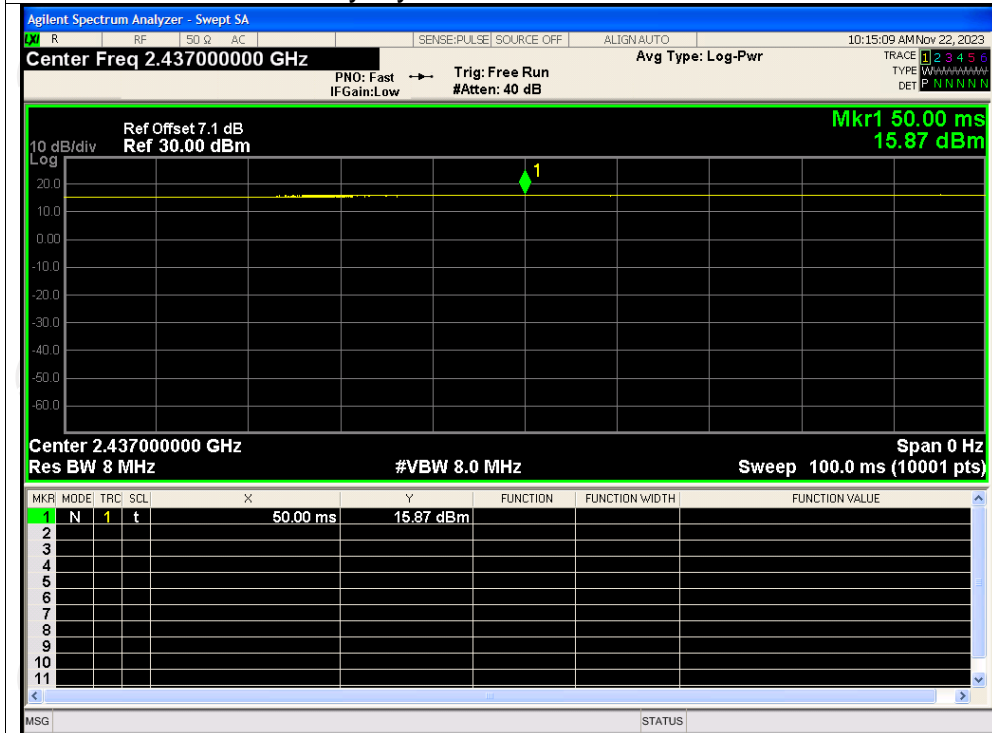 Agilent Spectrum Analyzer - Swept SA
LXI R RF 50 Ω AC SENSE:PULSE SOURCE OFF ALIGN AUTO 10:15:09 AM Nov 22, 2023
Center Freq 2.437000000 GHz
PNO: Fast
IFGain:Low
Trig: Free Run
#Atten: 40 dB
Avg Type: Log-Pwr
TRACE 1 2 3 4 5 6
TYPE WWWWWWW
DET P N N N N N
Mkr1 50.00 ms
15.87 dBm
Ref Offset 7.1 dB
10 dB/div Ref 30.00 dBm
Log
1
20.0
10.0
0.00
-10.0
-20.0
-30.0
-40.0
-50.0
-60.0
Center 2.437000000 GHz Span 0 Hz
Res BW 8 MHz #VBW 8.0 MHz Sweep 100.0 ms (10001 pts)
MKR MODE TRC SCL X Y FUNCTION FUNCTION WIDTH FUNCTION VALUE
1 N 1 t 50.00 ms 15.87 dBm
2
3
4
5
6
7
8
9
10
11
MSG STATUS